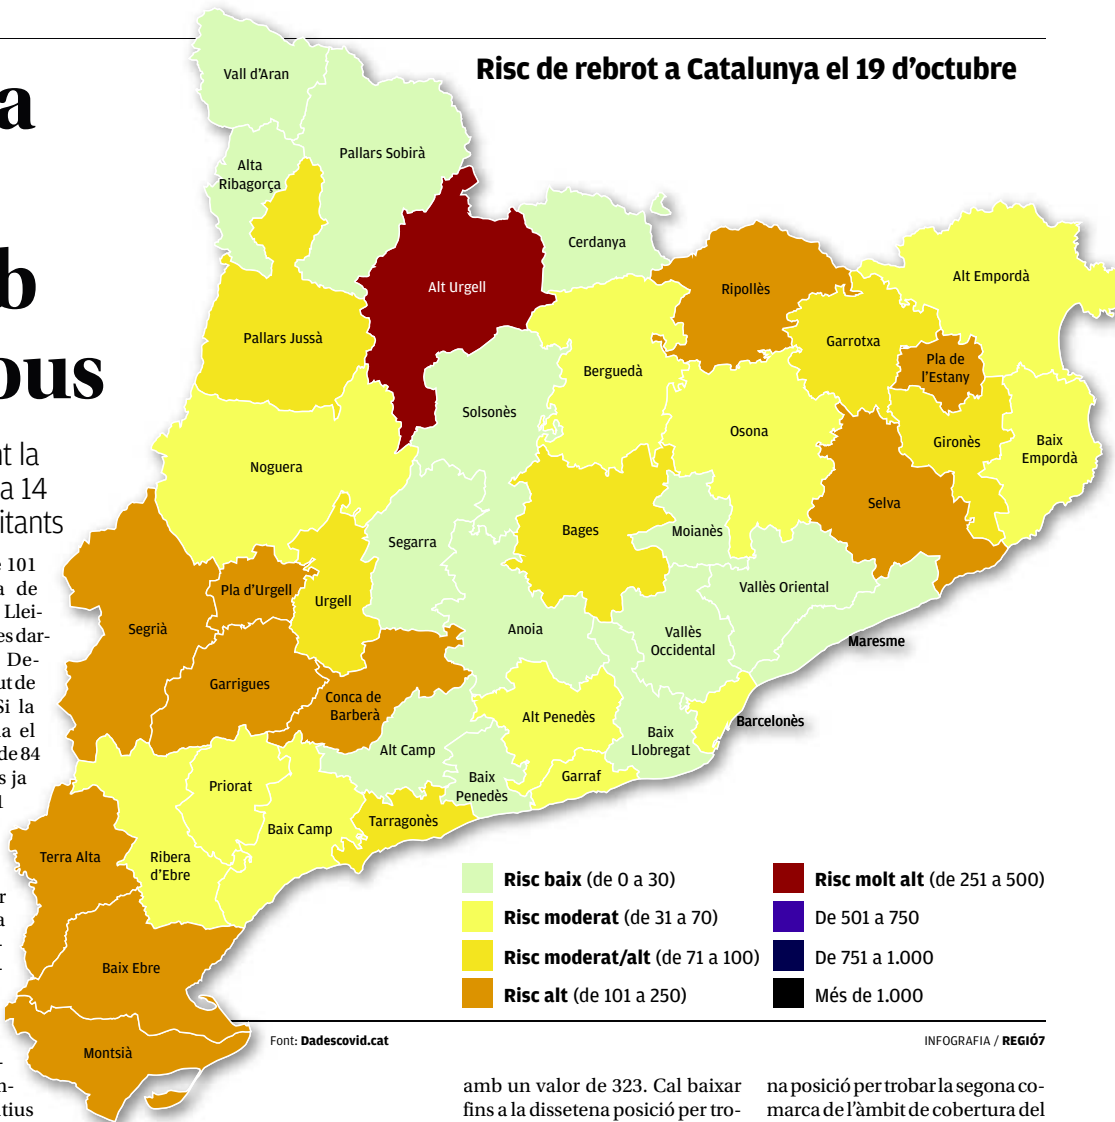 a
b
ous
nt la
a 14
itants
e 101
a de
Llei-
es dar-
De-
ut de
Si la
a el
de 84
s ja
Risc de rebrot a Catalunya el 19 d'octubre
Vall d'Aran
Alta
Ribagorça
Pallars Sobirà
Cerdanya
Alt Urgell
Ripollès
Alt Empordà
Pallars Jussà
Garrotxa
Pla de
l'Estany
Berguedà
Solsonès
Osona
Gironès
Baix
Empordà
Noguera
Selva
Bages
Moianès
Segarra
Vallès Oriental
Pla d'Urgell
Urgell
Segrià
Anoia
Vallès
Occidental
Maresme
Garrigues
Conca de
Barberà
Alt Penedès
Barcelonès
Baix
Llobregat
Alt Camp
Garraf
Baix
Penedès
Priorat
Tarragonès
Baix Camp
Terra Alta
Ribera
d'Ebre
Baix Ebre
Montsià
Risc baix (de 0 a 30)
Risc moderat (de 31 a 70)
Risc moderat/alt (de 71 a 100)
Risc alt (de 101 a 250)
Risc molt alt (de 251 a 500)
De 501 a 750
De 751 a 1.000
Més de 1.000
Font: Dadescovid.cat
INFOGRAFIA / REGIÓ7
amb un valor de 323. Cal baixar
fins a la dissetena posició per tro-
na posició per trobar la segona co-
marca de l'àmbit de cobertura del